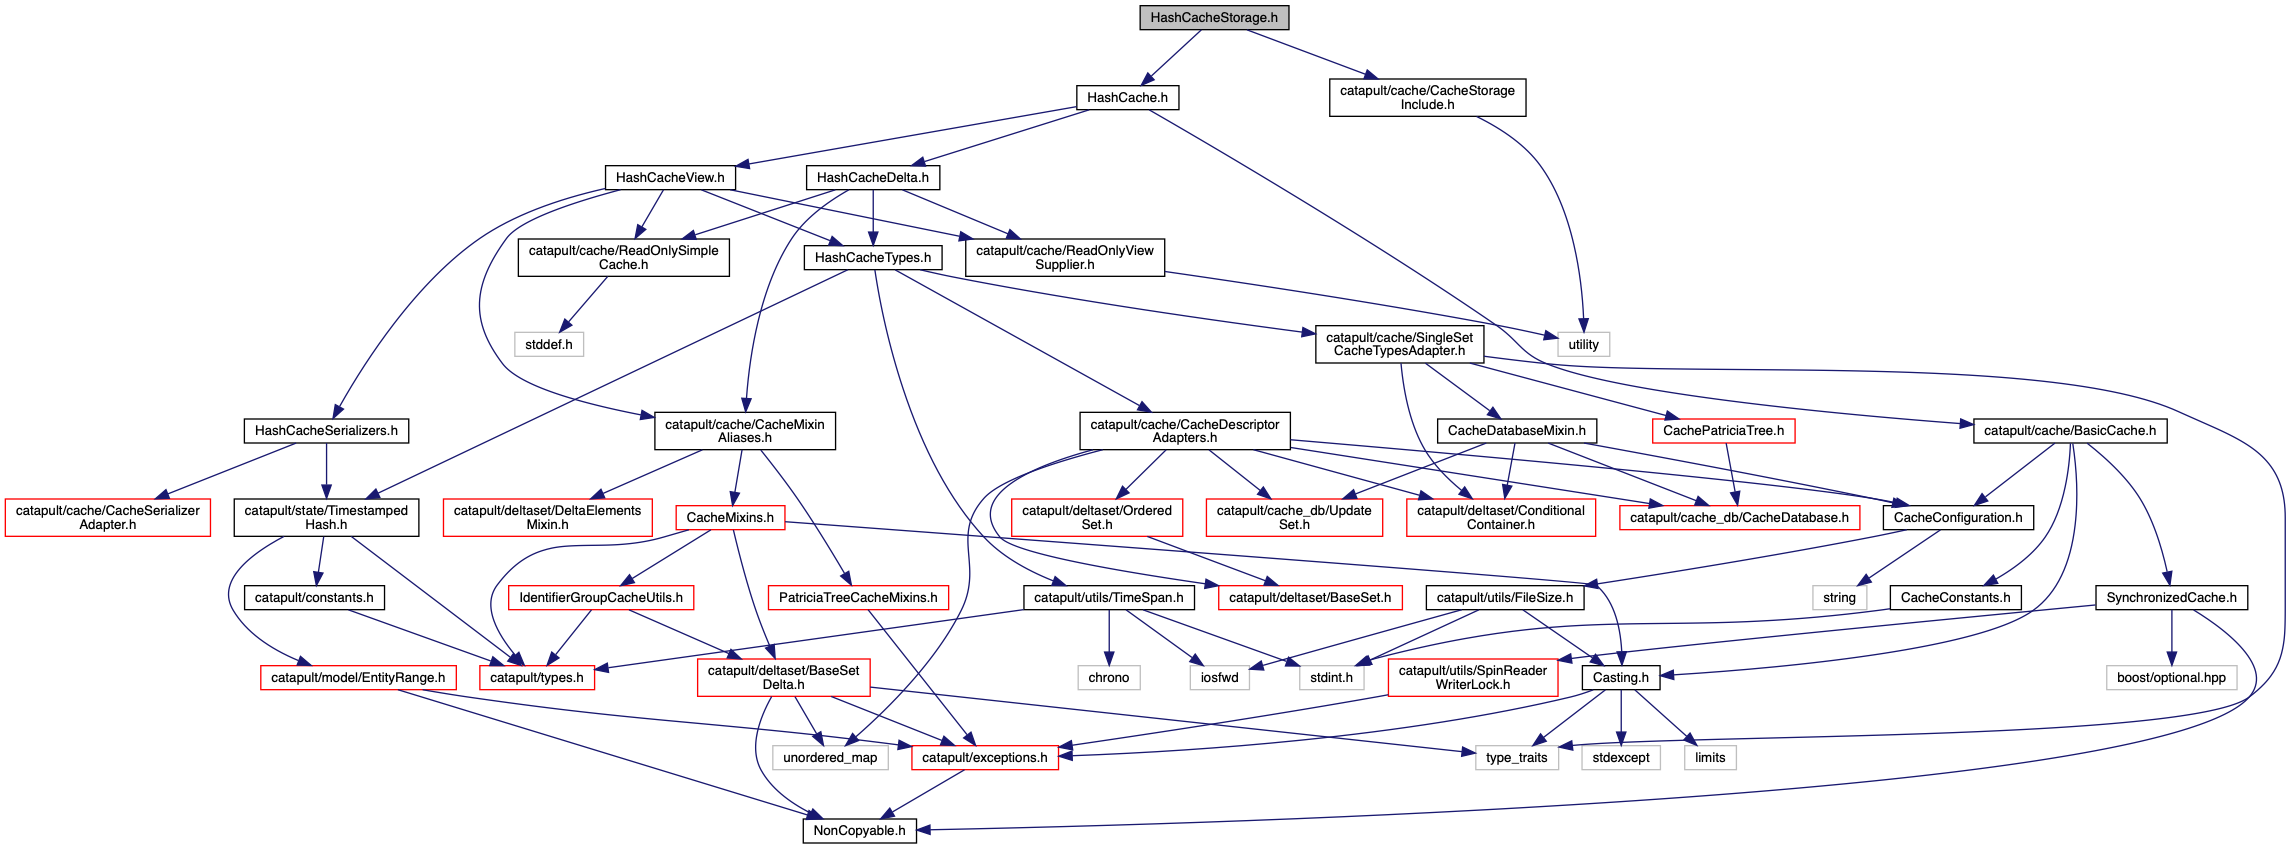 HashCacheStorage.h
HashCache.h
catapult/cache/CacheStorage
Include.h
HashCacheView.h
HashCacheDelta.h
catapult/cache/ReadOnlySimple
Cache.h
HashCacheTypes.h
catapult/cache/ReadOnlyView
Supplier.h
stddef.h
catapult/cache/SingleSet
CacheTypesAdapter.h
utility
HashCacheSerializers.h
catapult/cache/CacheMixin
Aliases.h
catapult/cache/CacheDescriptor
Adapters.h
CacheDatabaseMixin.h
CachePatriciaTree.h
catapult/cache/BasicCache.h
catapult/cache/CacheSerializer
Adapter.h
catapult/state/Timestamped
Hash.h
catapult/deltaset/DeltaElements
Mixin.h
CacheMixins.h
catapult/deltaset/Ordered
Set.h
catapult/cache_db/Update
Set.h
catapult/deltaset/Conditional
Container.h
catapult/cache_db/CacheDatabase.h
CacheConfiguration.h
catapult/constants.h
IdentifierGroupCacheUtils.h
PatriciaTreeCacheMixins.h
catapult/utils/TimeSpan.h
catapult/deltaset/BaseSet.h
catapult/utils/FileSize.h
string
CacheConstants.h
SynchronizedCache.h
catapult/model/EntityRange.h
catapult/types.h
catapult/deltaset/BaseSet
Delta.h
chrono
iosfwd
stdint.h
catapult/utils/SpinReader
WriterLock.h
Casting.h
boost/optional.hpp
unordered_map
catapult/exceptions.h
type_traits
stdexcept
limits
NonCopyable.h